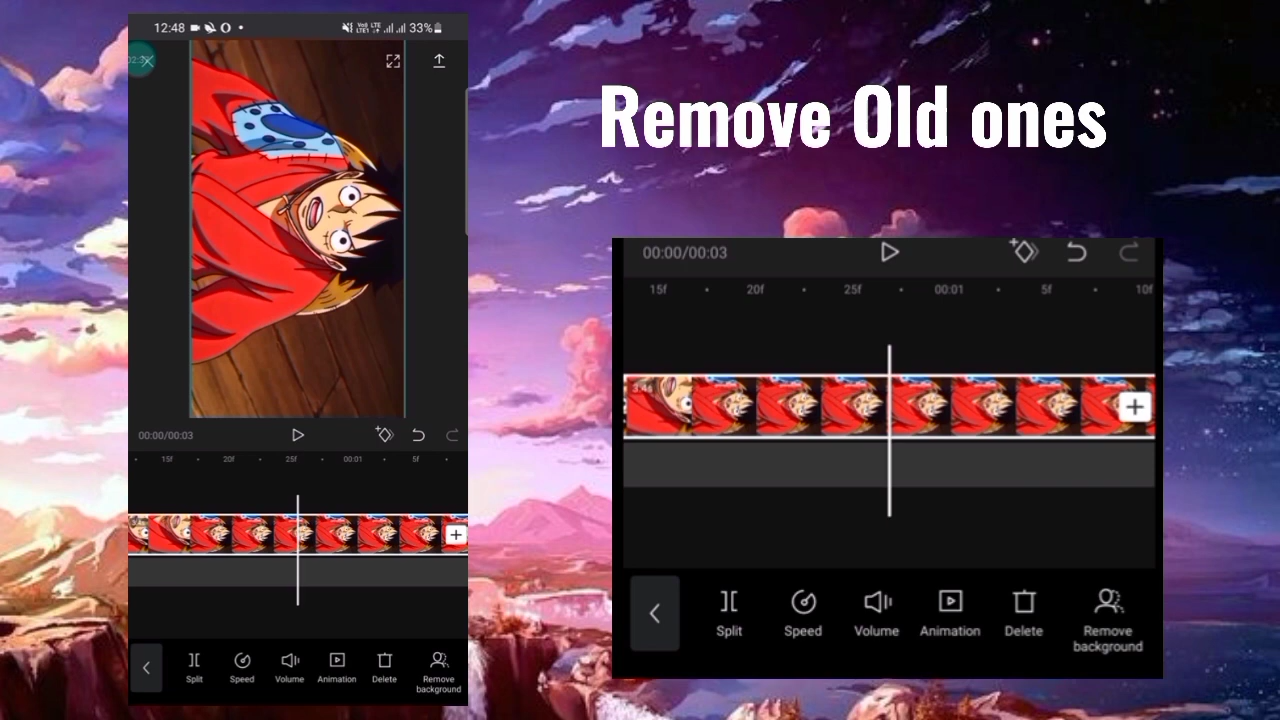 12:48
33%
Remove Old ones
00:00/00:03
15f
20f
25f
00:01
5f
Split
Speed
Volume
Animation
Delete
Remove
background
00:00/00:03
15f
20f
25f
00:01
5f
10f
Split
Speed
Volume
Animation
Delete
Remove
background